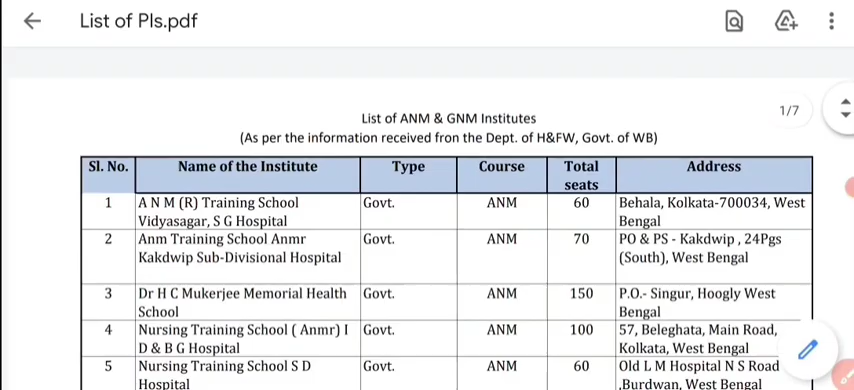 List of PIs.pdf
1/7
List of ANM & GNM Institutes
(As per the information received fron the Dept. of H&FW, Govt. of WB)
Sl. No. Name of the Institute Type Course Total seats Address
1 A N M (R) Training School Vidyasagar, S G Hospital Govt. ANM 60 Behala, Kolkata-700034, West Bengal
2 Anm Training School Anmr Kakdwip Sub-Divisional Hospital Govt. ANM 70 PO & PS - Kakdwip , 24Pgs (South), West Bengal
3 Dr H C Mukerjee Memorial Health School Govt. ANM 150 P.O.- Singur, Hoogly West Bengal
4 Nursing Training School ( Anmr) I D & B G Hospital Govt. ANM 100 57, Beleghata, Main Road, Kolkata, West Bengal
5 Nursing Training School S D Hospital Govt. ANM 60 Old L M Hospital N S Road ,Burdwan, West Bengal